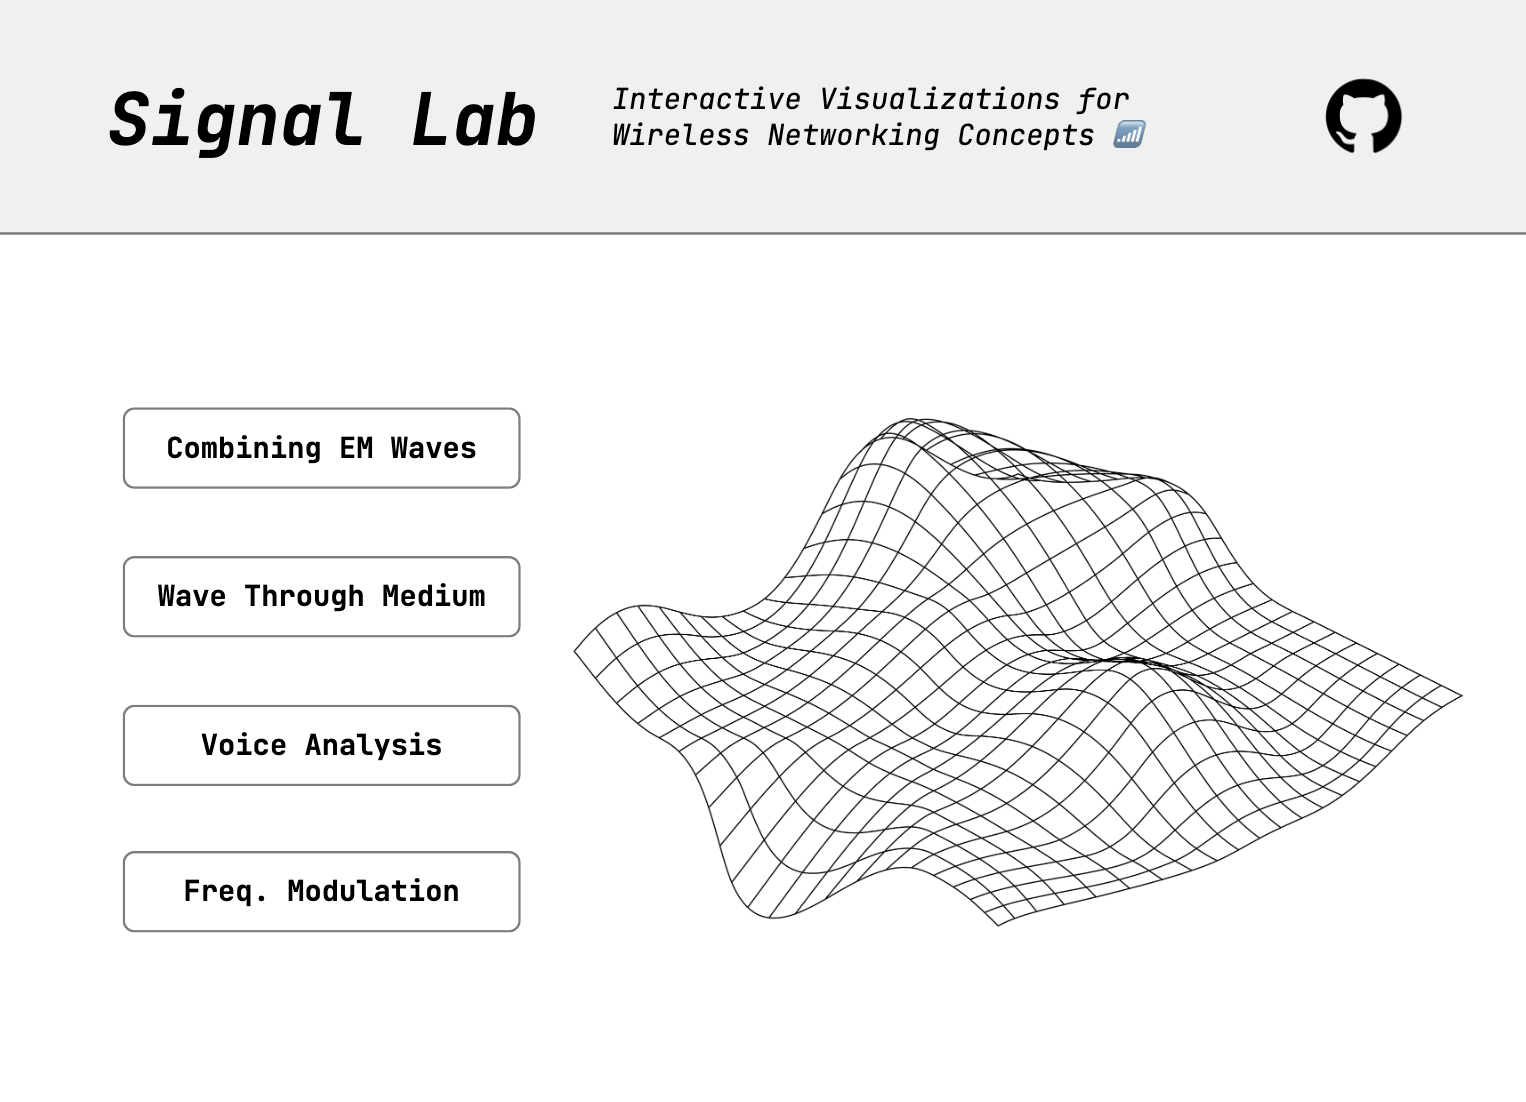 Signal Lab
Interactive Visualizations for
Wireless Networking Concepts
Combining EM Waves
Wave Through Medium
Voice Analysis
Freq. Modulation